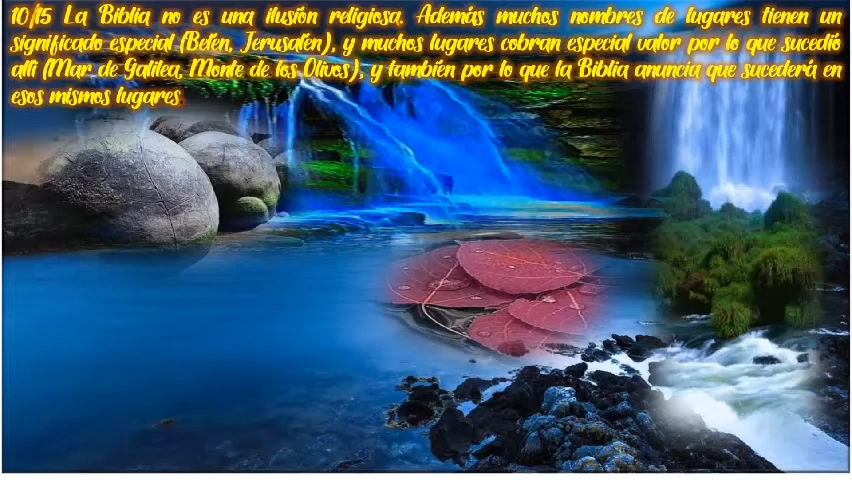 10/15 La Biblia no es una ilusión religiosa. Además muchos nombres de lugares tienen un
significado especial (Belén, Jerusalén), y muchos lugares cobran especial valor por lo que sucedió
allí (Mar de Galilea, Monte de los Olivos), y también por lo que la Biblia anuncia que sucederá en
esos mismos lugares.